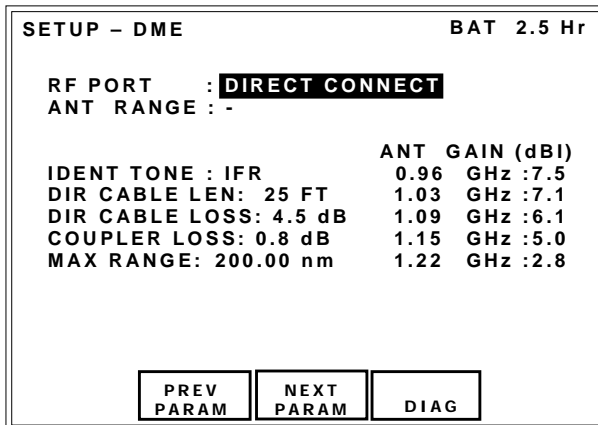 SETUP – DME BAT 2.5 Hr
RF PORT : DIRECT CONNECT
ANT RANGE : -
ANT GAIN (dBI)
IDENT TONE : IFR 0.96 GHz :7.5
DIR CABLE LEN: 25 FT 1.03 GHz :7.1
DIR CABLE LOSS: 4.5 dB 1.09 GHz :6.1
COUPLER LOSS: 0.8 dB 1.15 GHz :5.0
MAX RANGE: 200.00 nm 1.22 GHz :2.8
PREV PARAM
NEXT PARAM
DIAG